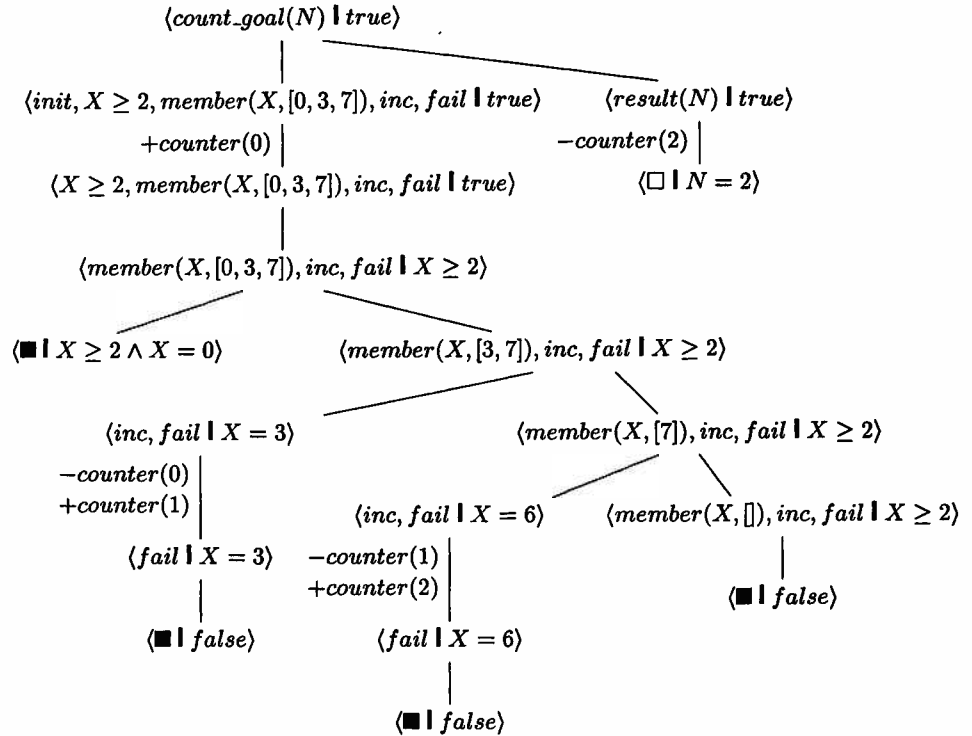 ⟨count_goal(N) ❙ true⟩
⟨init, X ≥ 2, member(X, [0, 3, 7]), inc, fail ❙ true⟩
⟨result(N) ❙ true⟩
+counter(0)
−counter(2)
⟨X ≥ 2, member(X, [0, 3, 7]), inc, fail ❙ true⟩
⟨□ ❙ N = 2⟩
⟨member(X, [0, 3, 7]), inc, fail ❙ X ≥ 2⟩
⟨■ ❙ X ≥ 2 ∧ X = 0⟩
⟨member(X, [3, 7]), inc, fail ❙ X ≥ 2⟩
⟨inc, fail ❙ X = 3⟩
⟨member(X, [7]), inc, fail ❙ X ≥ 2⟩
−counter(0)
+counter(1)
⟨inc, fail ❙ X = 6⟩
⟨member(X, []), inc, fail ❙ X ≥ 2⟩
⟨fail ❙ X = 3⟩
−counter(1)
+counter(2)
⟨■ ❙ false⟩
⟨■ ❙ false⟩
⟨fail ❙ X = 6⟩
⟨■ ❙ false⟩